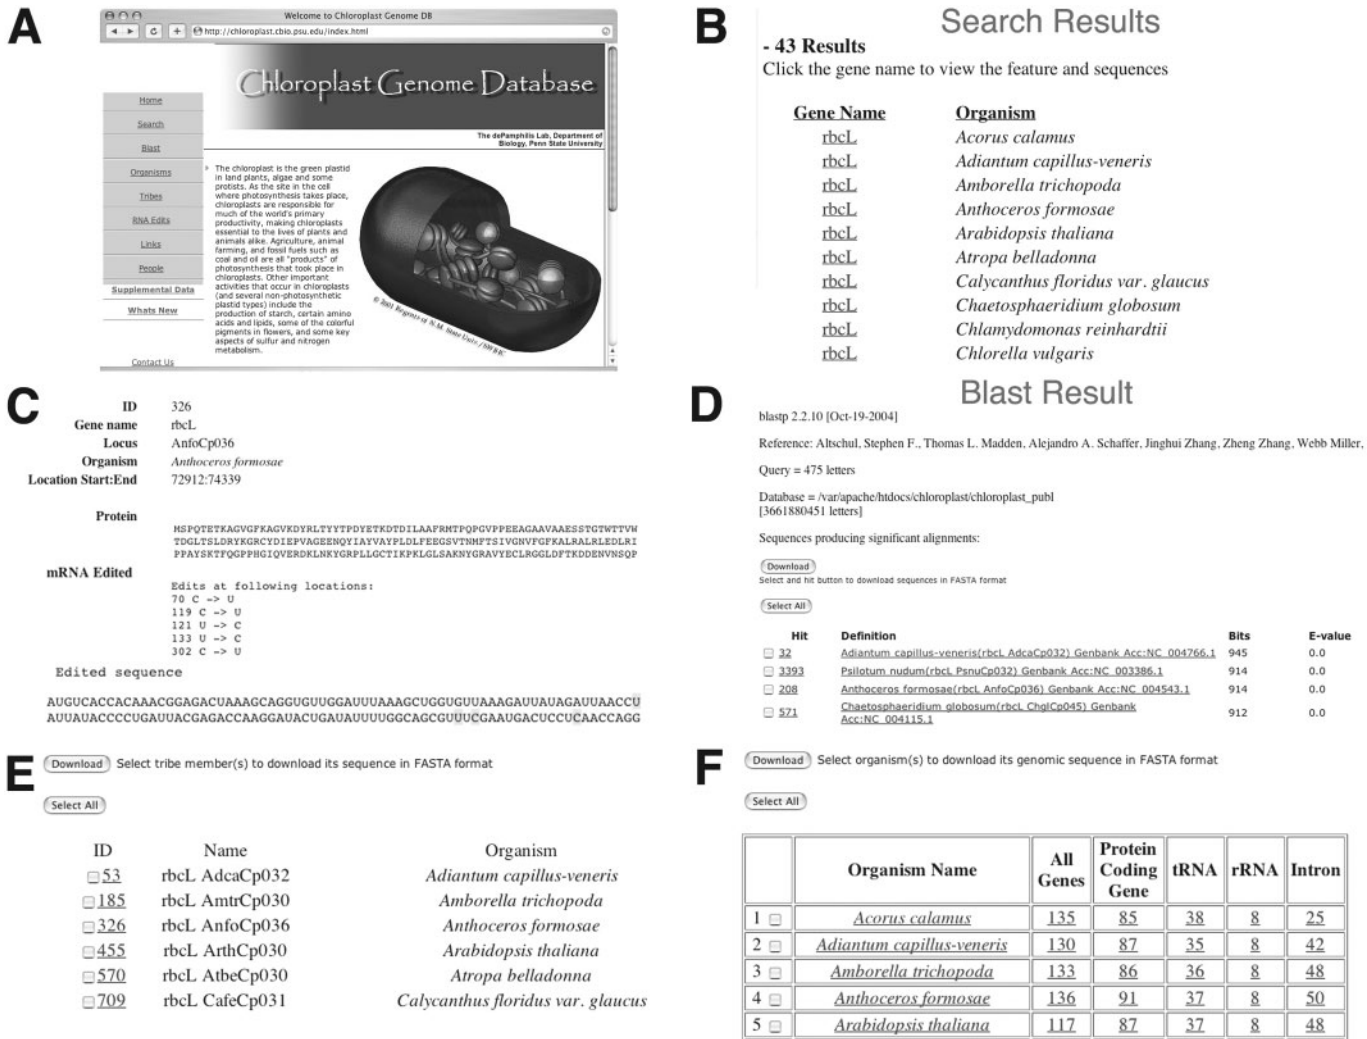 A
Welcome to Chloroplast Genome DB
http://chloroplast.cbio.psu.edu/index.html
Chloroplast Genome Database
The dePamphilis Lab, Department of
Biology, Penn State University
Home
Search
Blast
Organisms
Tribes
RNA Edits
Links
People
Supplemental Data
Whats New
Contact Us
The chloroplast is the green plastid
in land plants, algae and some
protists. As the site in the cell
where photosynthesis takes place,
chloroplasts are responsible for
much of the world's primary
productivity, making chloroplasts
essential to the lives of plants and
animals alike. Agriculture, animal
farming, and fossil fuels such as
coal and oil are all "products" of
photosynthesis that took place in
chloroplasts. Other important
activities that occur in chloroplasts
(and several non-photosynthetic
plastid types) include the
production of starch, certain amino
acids and lipids, some of the colorful
pigments in flowers, and some key
aspects of sulfur and nitrogen
metabolism.
© 2001 Regents of N.M. State Univ./SWBIC
B
Search Results
- 43 Results
Click the gene name to view the feature and sequences
Gene Name Organism
rbcL Acorus calamus
rbcL Adiantum capillus-veneris
rbcL Amborella trichopoda
rbcL Anthoceros formosae
rbcL Arabidopsis thaliana
rbcL Atropa belladonna
rbcL Calycanthus floridus var. glaucus
rbcL Chaetosphaeridium globosum
rbcL Chlamydomonas reinhardtii
rbcL Chlorella vulgaris
C
ID 326
Gene name rbcL
Locus AnfoCp036
Organism Anthoceros formosae
Location Start:End 72912:74339
Protein
MSPQTETKAGVGFKAGVKDYRLTYYTPDYETKDTDILAAFRMTPQPGVPPEEAGAAVAAESSTGTWTTVW
TDGLTSLDRYKGRCYDIEPVAGEENQYIAYVAYPLDLFEEGSVTNMFTSIVGNVFGFKALRALRLEDLRI
PPAYSKTFQGPPHGIQVERDKLNKYGRPLLGCTIKPKLGLSAKNYGRAVYECLRGGLDFTKDDENVNSQP
mRNA Edited
Edits at following locations:
70 C -> U
119 C -> U
121 U -> C
133 U -> C
302 C -> U
Edited sequence
AUGUCACCACAAACGGAGACUAAAGCAGGUGUUGGAUUUAAAGCUGGUGUUAAAGAUUAUAGAUUAACCU
AUUAUACCCCUGAUUACGAGACCAAGGAUACUGAUAUUUUGGCAGCGUUUCGAAUGACUCCUCAACCAGG
D
Blast Result
blastp 2.2.10 [Oct-19-2004]
Reference: Altschul, Stephen F., Thomas L. Madden, Alejandro A. Schaffer, Jinghui Zhang, Zheng Zhang, Webb Miller,
Query = 475 letters
Database = /var/apache/htdocs/chloroplast/chloroplast_publ
[3661880451 letters]
Sequences producing significant alignments:
Download
Select and hit button to download sequences in FASTA format
Select All
Hit Definition Bits E-value
32 Adiantum capillus-veneris(rbcL AdcaCp032) Genbank Acc:NC_004766.1 945 0.0
3393 Psilotum nudum(rbcL PsnuCp032) Genbank Acc:NC_003386.1 914 0.0
208 Anthoceros formosae(rbcL AnfoCp036) Genbank Acc:NC_004543.1 914 0.0
571 Chaetosphaeridium globosum(rbcL ChglCp045) Genbank
Acc:NC_004115.1 912 0.0
E
Download Select tribe member(s) to download its sequence in FASTA format
Select All
ID Name Organism
53 rbcL AdcaCp032 Adiantum capillus-veneris
185 rbcL AmtrCp030 Amborella trichopoda
326 rbcL AnfoCp036 Anthoceros formosae
455 rbcL ArthCp030 Arabidopsis thaliana
570 rbcL AtbeCp030 Atropa belladonna
709 rbcL CafeCp031 Calycanthus floridus var. glaucus
F
Download Select organism(s) to download its genomic sequence in FASTA format
Select All
Organism Name All Genes Protein Coding Gene tRNA rRNA Intron
1 Acorus calamus 135 85 38 8 25
2 Adiantum capillus-veneris 130 87 35 8 42
3 Amborella trichopoda 133 86 36 8 48
4 Anthoceros formosae 136 91 37 8 50
5 Arabidopsis thaliana 117 87 37 8 48